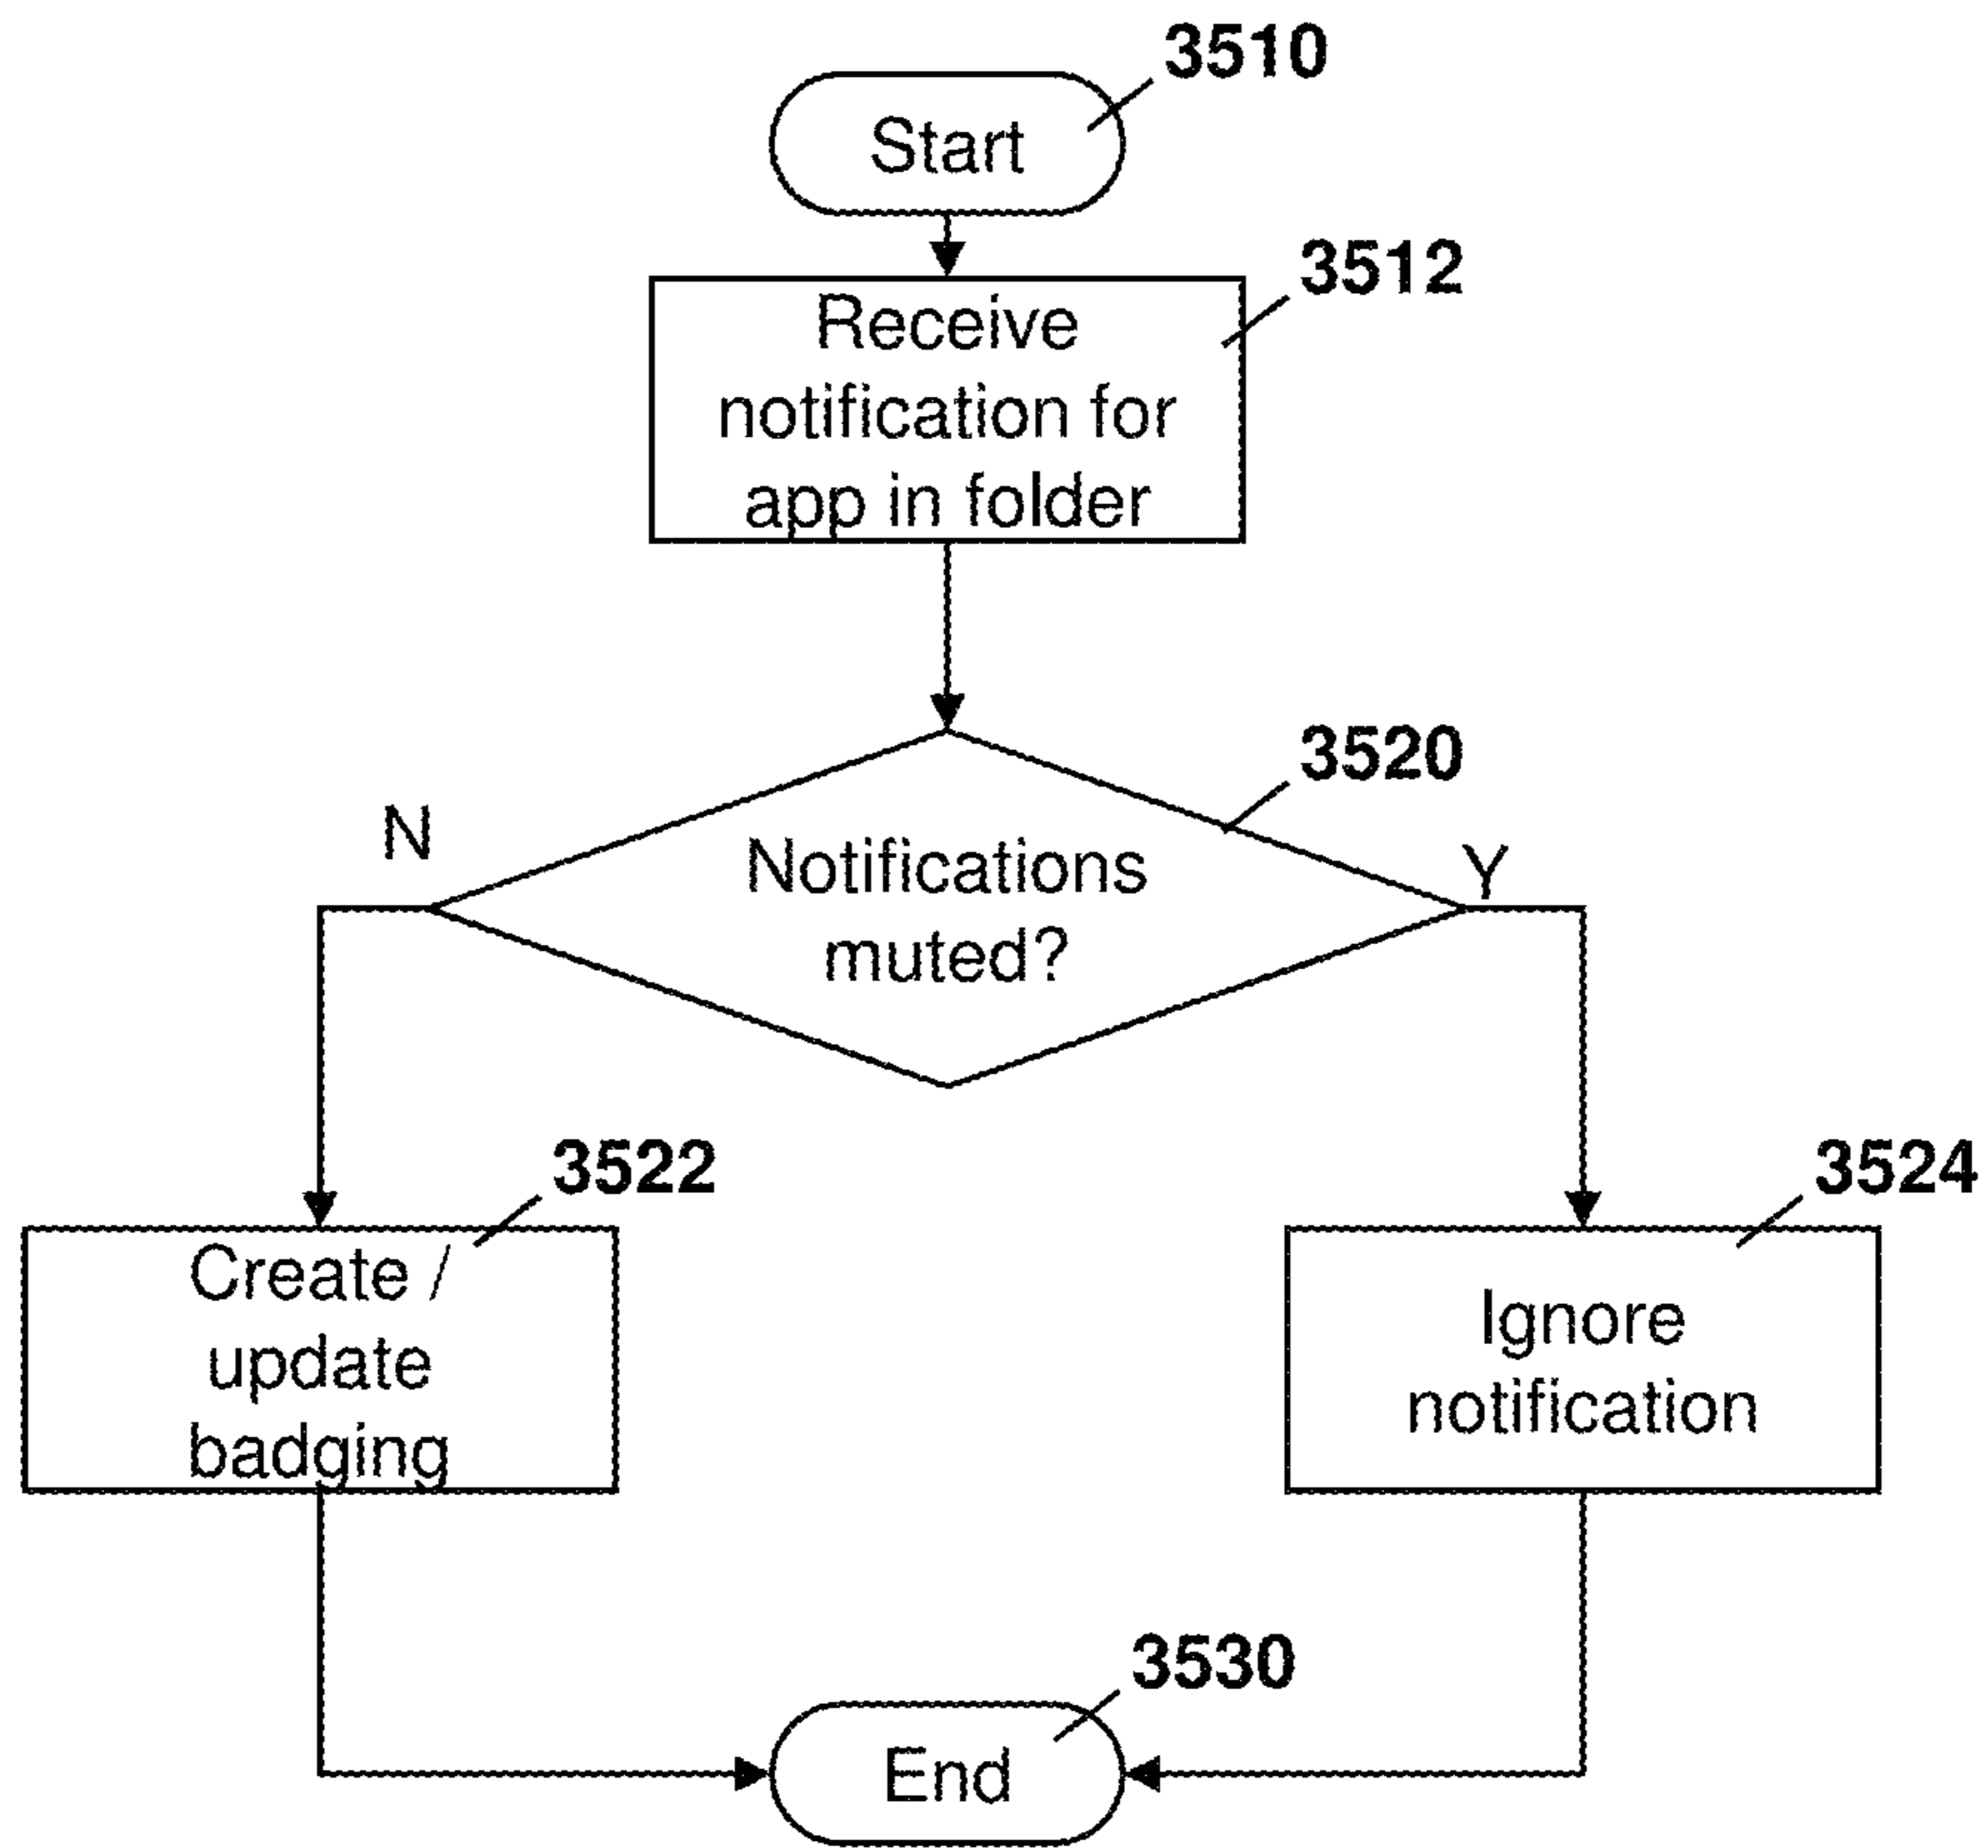 3510
Start
3512
Receive
notification for
app in folder
3520
N
Notifications
muted?
Y
3522
Create /
update
badging
3524
Ignore
notification
3530
End